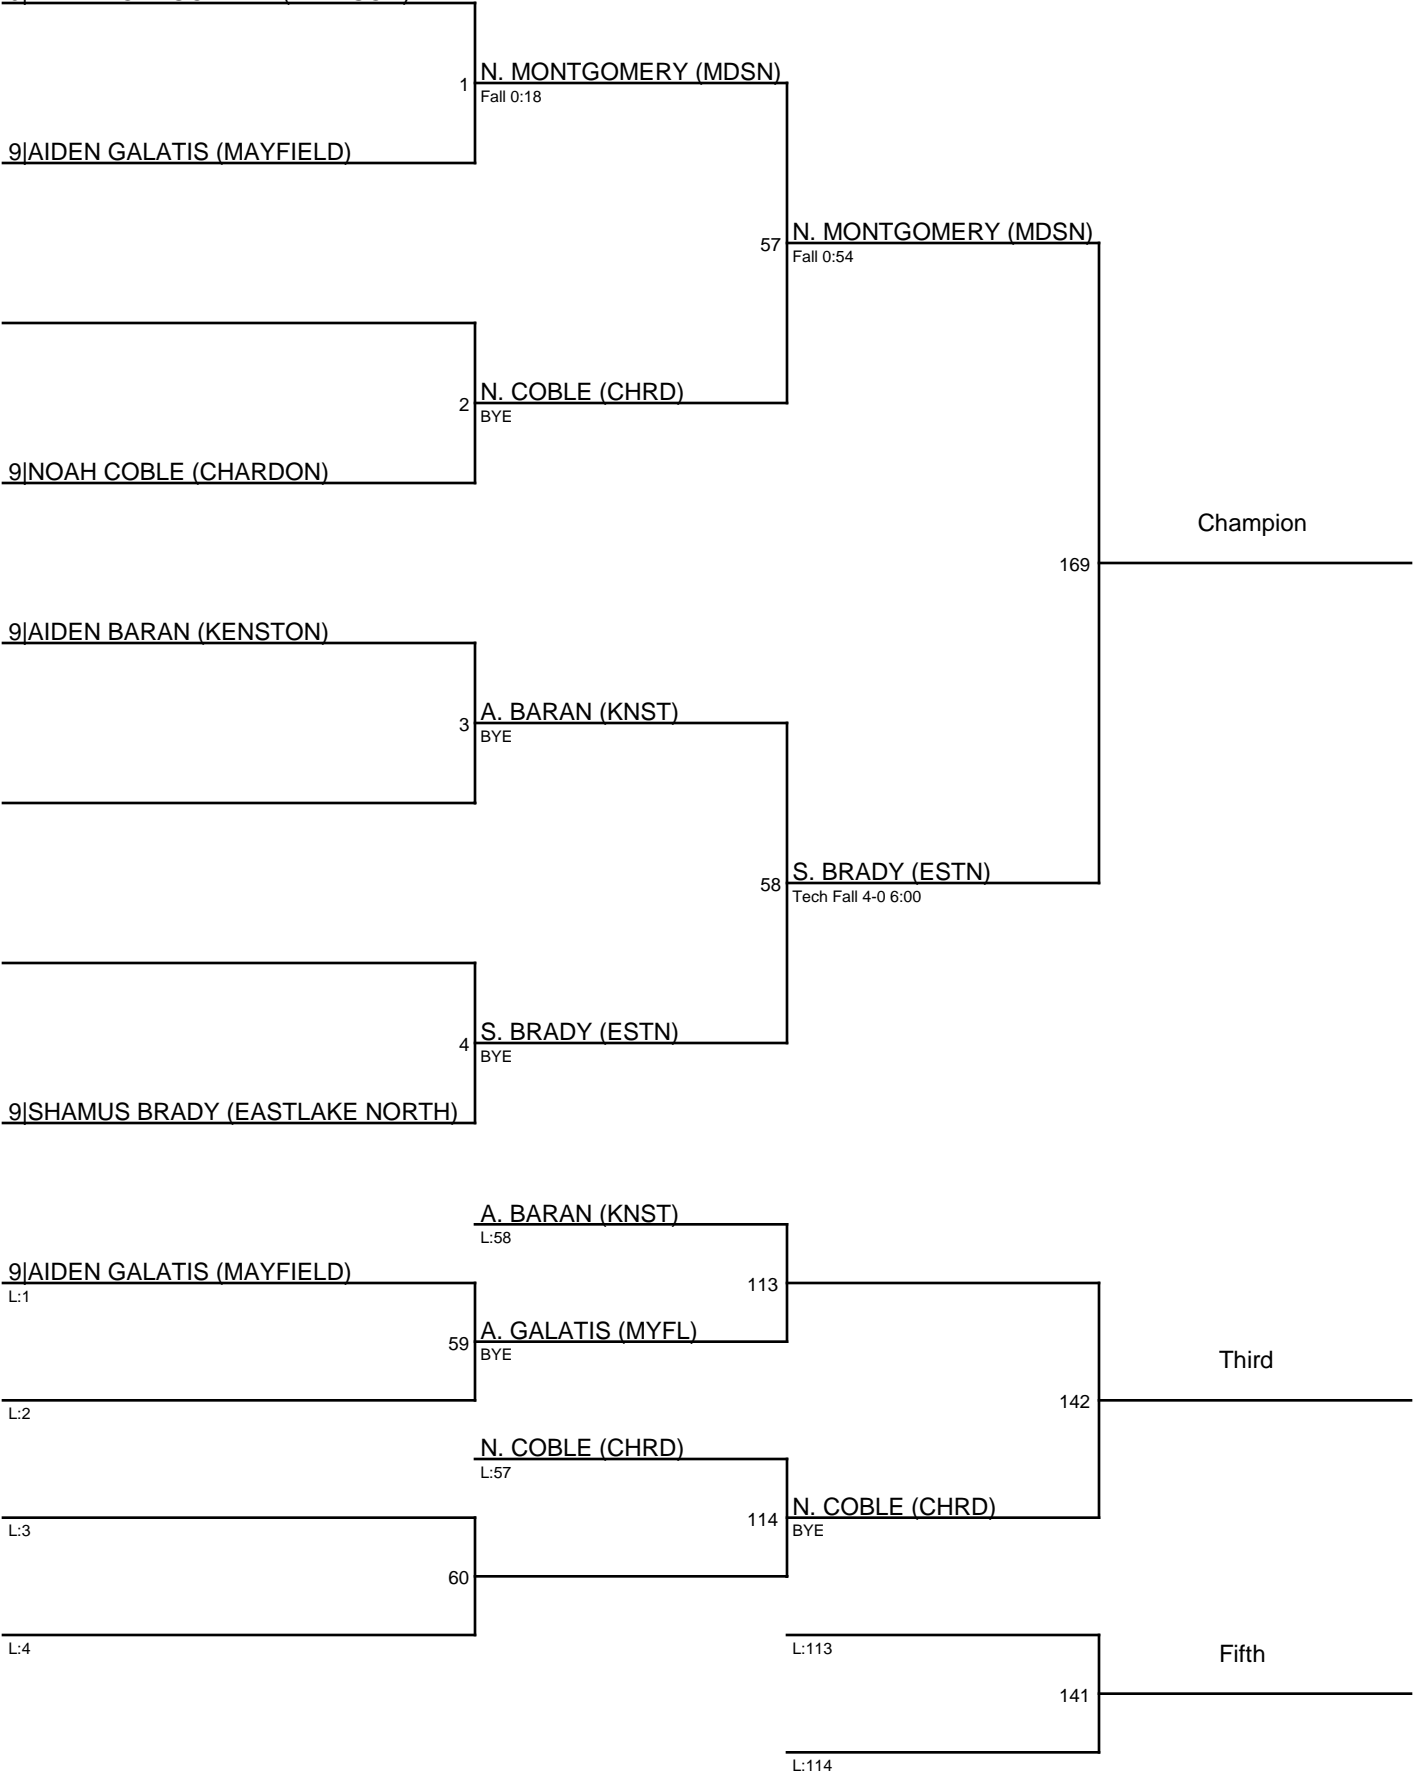 1
N. MONTGOMERY (MDSN)
Fall 0:18
9|AIDEN GALATIS (MAYFIELD)
57
N. MONTGOMERY (MDSN)
Fall 0:54
2
N. COBLE (CHRD)
BYE
9|NOAH COBLE (CHARDON)
Champion
169
9|AIDEN BARAN (KENSTON)
3
A. BARAN (KNST)
BYE
58
S. BRADY (ESTN)
Tech Fall 4-0 6:00
4
S. BRADY (ESTN)
BYE
9|SHAMUS BRADY (EASTLAKE NORTH)
A. BARAN (KNST)
L:58
9|AIDEN GALATIS (MAYFIELD)
L:1
113
59
A. GALATIS (MYFL)
BYE
Third
L:2
142
N. COBLE (CHRD)
L:57
L:3
114
N. COBLE (CHRD)
BYE
60
L:4
L:113
Fifth
141
L:114